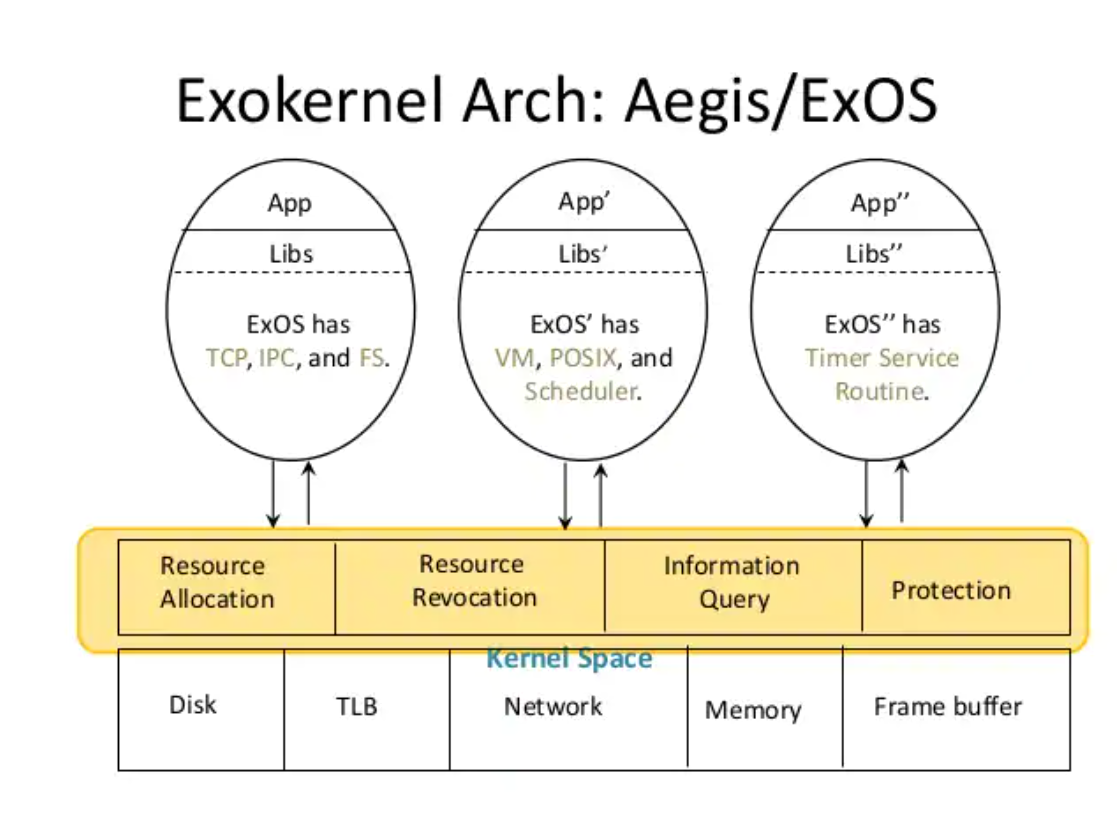 Exokernel Arch: Aegis/ExOS
App
Libs
ExOS has
TCP, IPC, and FS.
App’
Libs’
ExOS’ has
VM, POSIX, and
Scheduler.
App’’
Libs’’
ExOS’’ has
Timer Service
Routine.
Resource
Allocation
Resource
Revocation
Information
Query
Protection
Kernel Space
Disk
TLB
Network
Memory
Frame buffer